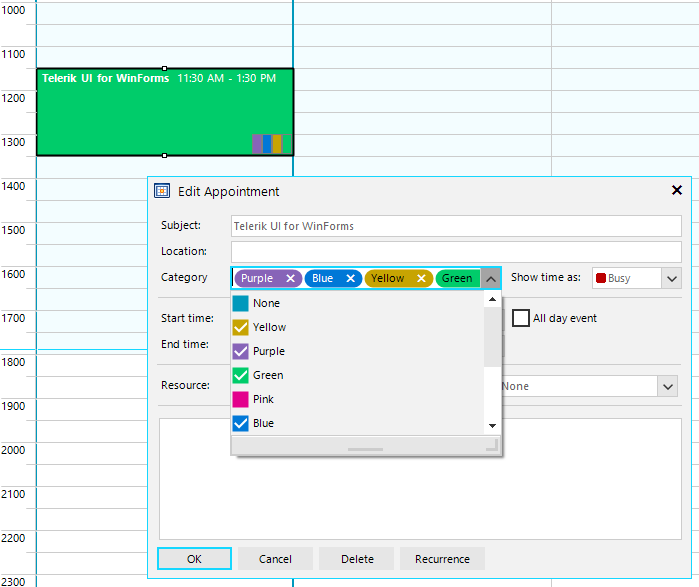 1000
1100
Telerik UI for WinForms 11:30 AM - 1:30 PM
1200
1300
1400
Edit Appointment
1500
Subject: Telerik UI for WinForms
Location:
1600
Category Purple Blue Yellow Green Show time as: Busy
None
1700
Start time: All day event
Yellow
End time:
Purple
1800
Resource: None
Green
1900
Pink
Blue
2000
2100
2200
OK Cancel Delete Recurrence
2300